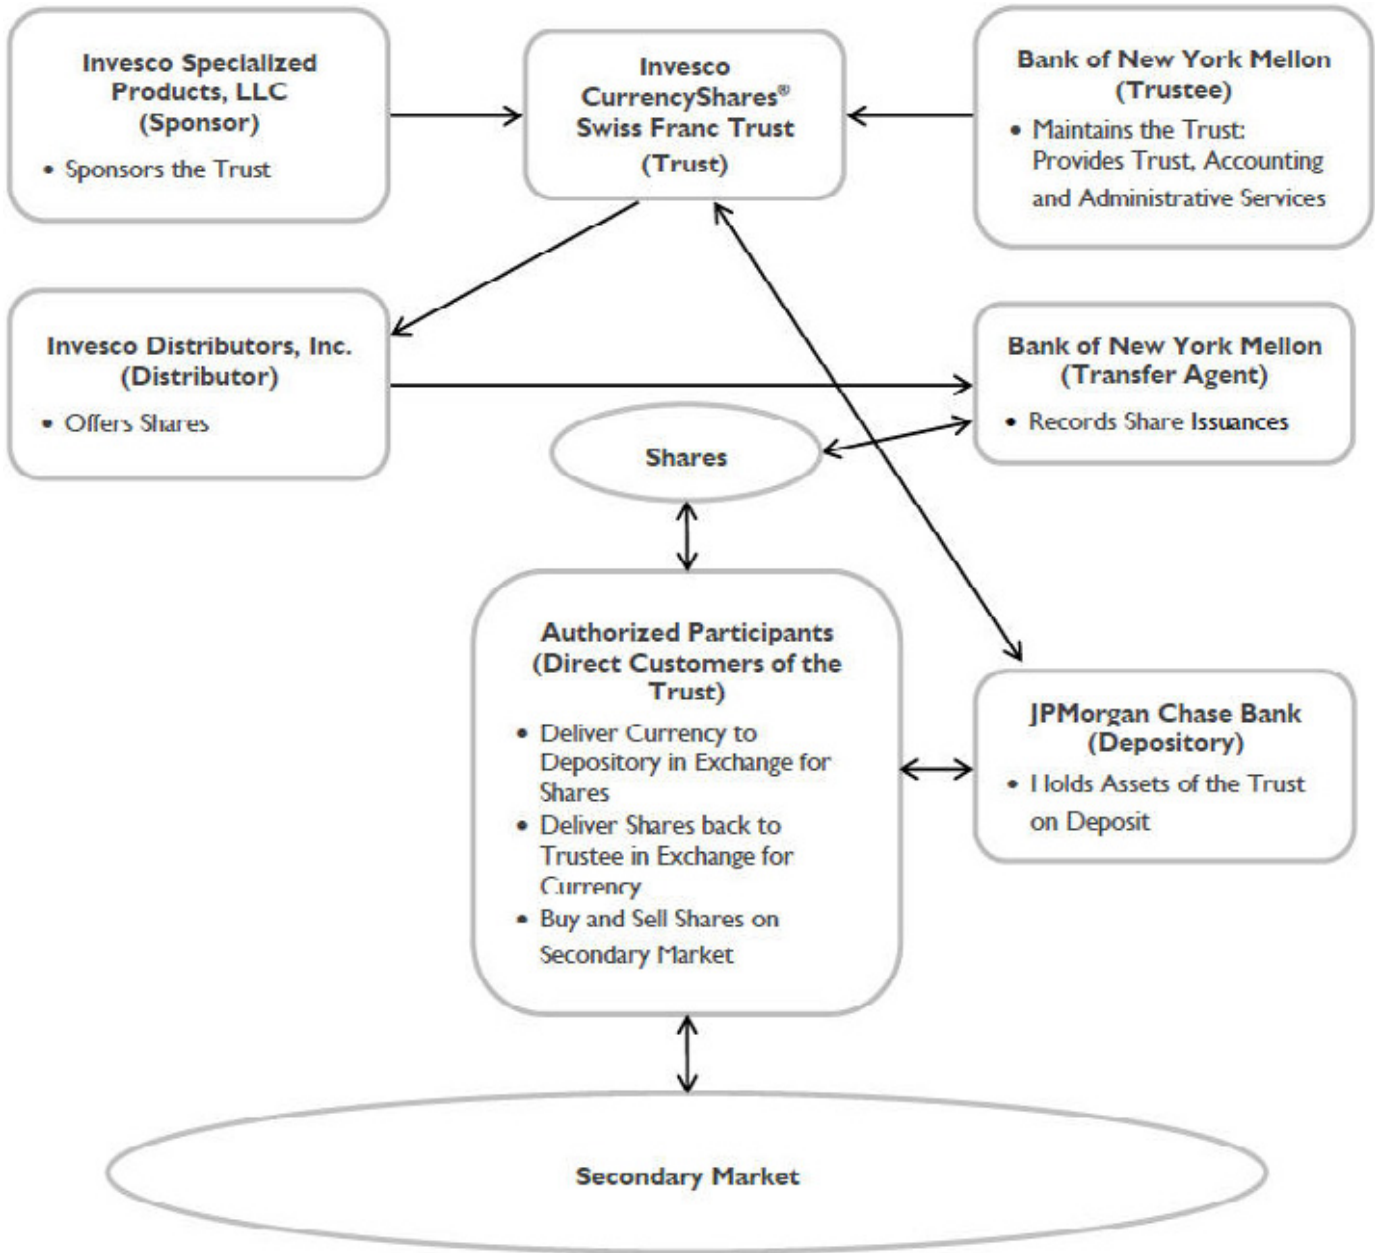 Invesco Specialized
Products, LLC
(Sponsor)
• Sponsors the Trust
Invesco
CurrencyShares®
Swiss Franc Trust
(Trust)
Bank of New York Mellon
(Trustee)
• Maintains the Trust:
Provides Trust, Accounting
and Administrative Services
Invesco Distributors, Inc.
(Distributor)
• Offers Shares
Bank of New York Mellon
(Transfer Agent)
• Records Share Issuances
Shares
Authorized Participants
(Direct Customers of the
Trust)
• Deliver Currency to
Depository in Exchange for
Shares
• Deliver Shares back to
Trustee in Exchange for
Currency
• Buy and Sell Shares on
Secondary Market
JPMorgan Chase Bank
(Depository)
• Holds Assets of the Trust
on Deposit
Secondary Market